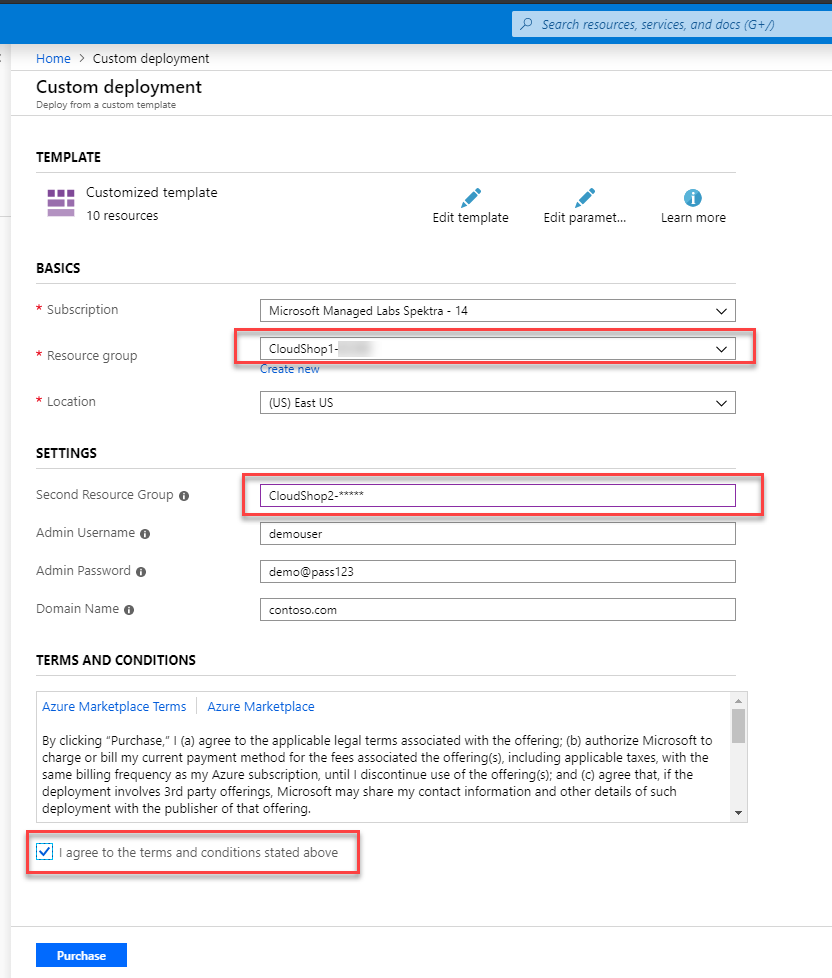 Search resources, services, and docs (G+/)
Home > Custom deployment
Custom deployment
Deploy from a custom template
TEMPLATE
Customized template
10 resources
Edit template
Edit paramet...
Learn more
BASICS
* Subscription
Microsoft Managed Labs Spektra - 14
* Resource group
CloudShop1-
Create new
* Location
(US) East US
SETTINGS
Second Resource Group
CloudShop2-*****
Admin Username
demouser
Admin Password
demo@pass123
Domain Name
contoso.com
TERMS AND CONDITIONS
Azure Marketplace Terms
Azure Marketplace
By clicking “Purchase,” I (a) agree to the applicable legal terms associated with the offering; (b) authorize Microsoft to
charge or bill my current payment method for the fees associated the offering(s), including applicable taxes, with the
same billing frequency as my Azure subscription, until I discontinue use of the offering(s); and (c) agree that, if the
deployment involves 3rd party offerings, Microsoft may share my contact information and other details of such
deployment with the publisher of that offering.
I agree to the terms and conditions stated above
Purchase